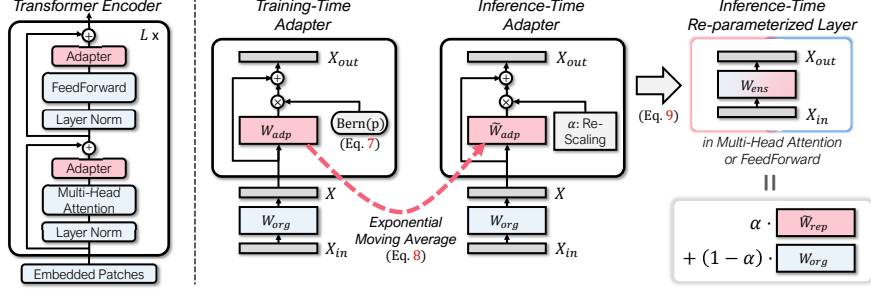 Transformer Encoder
L x
+
Adapter
FeedForward
Layer Norm
+
Adapter
Multi-Head
Attention
Layer Norm
Embedded Patches
Training-Time
Adapter
X_out
+
×
W_adp
Bern(p)
(Eq. 7)
X
W_org
X_in
Exponential
Moving Average
(Eq. 8)
Inference-Time
Adapter
X_out
+
×
W̃_adp
α: Re-
Scaling
X
W_org
X_in
(Eq. 9)
Inference-Time
Re-parameterized Layer
X_out
W_ens
X_in
in Multi-Head Attention
or FeedForward
=
α · W̃_rep
+ (1 − α) · W_org